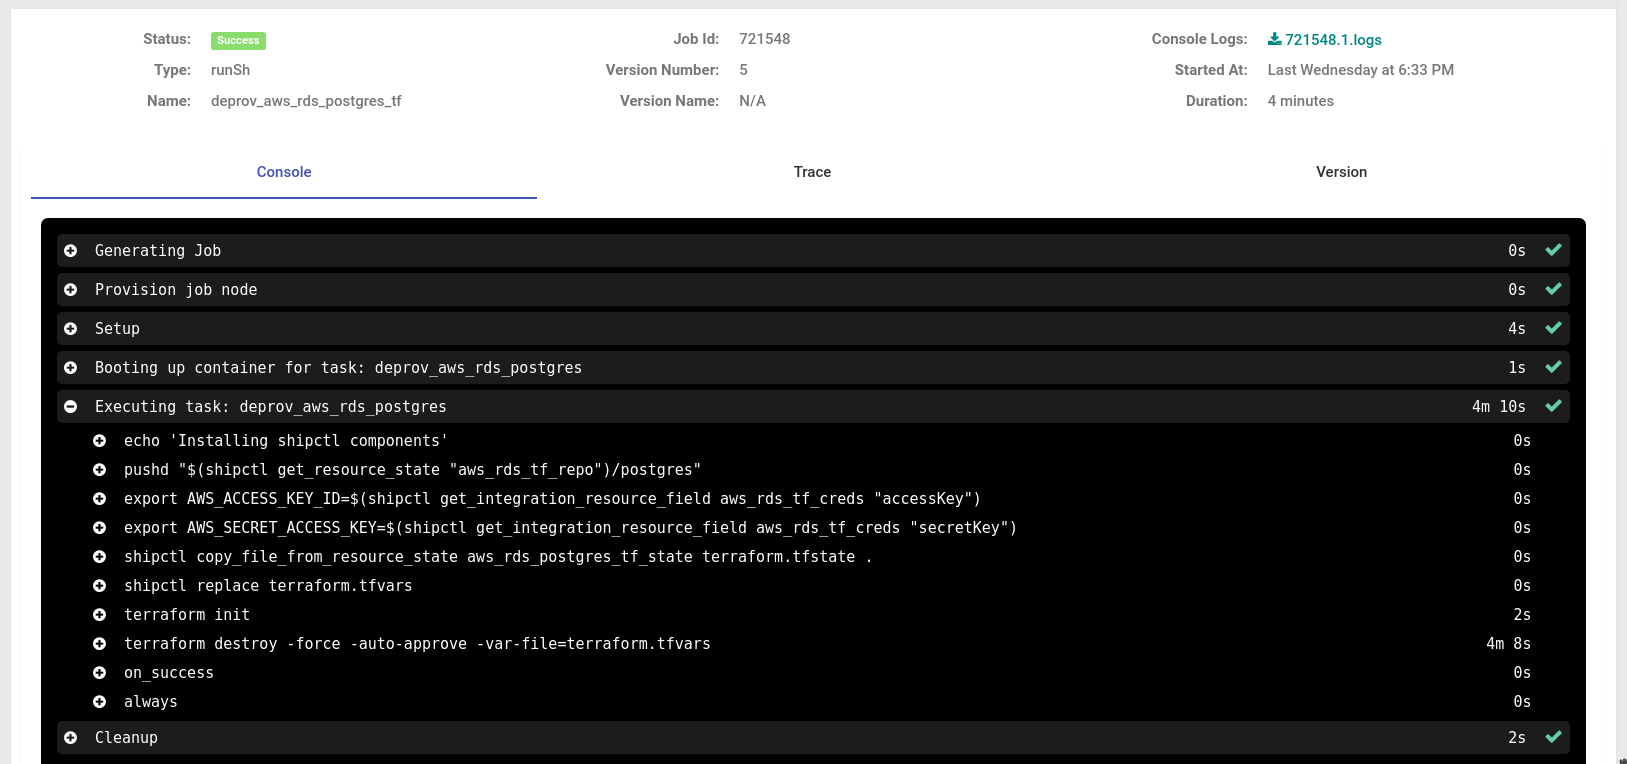 Status: Success Job Id: 721548 Console Logs: 721548.1.logs
Type: runSh Version Number: 5 Started At: Last Wednesday at 6:33 PM
Name: deprov_aws_rds_postgres_tf Version Name: N/A Duration: 4 minutes
Console Trace Version
Generating Job 0s
Provision job node 0s
Setup 4s
Booting up container for task: deprov_aws_rds_postgres 1s
Executing task: deprov_aws_rds_postgres 4m 10s
echo 'Installing shipctl components' 0s
pushd "$(shipctl get_resource_state "aws_rds_tf_repo")/postgres" 0s
export AWS_ACCESS_KEY_ID=$(shipctl get_integration_resource_field aws_rds_tf_creds "accessKey") 0s
export AWS_SECRET_ACCESS_KEY=$(shipctl get_integration_resource_field aws_rds_tf_creds "secretKey") 0s
shipctl copy_file_from_resource_state aws_rds_postgres_tf_state terraform.tfstate . 0s
shipctl replace terraform.tfvars 0s
terraform init 2s
terraform destroy -force -auto-approve -var-file=terraform.tfvars 4m 8s
on_success 0s
always 0s
Cleanup 2s